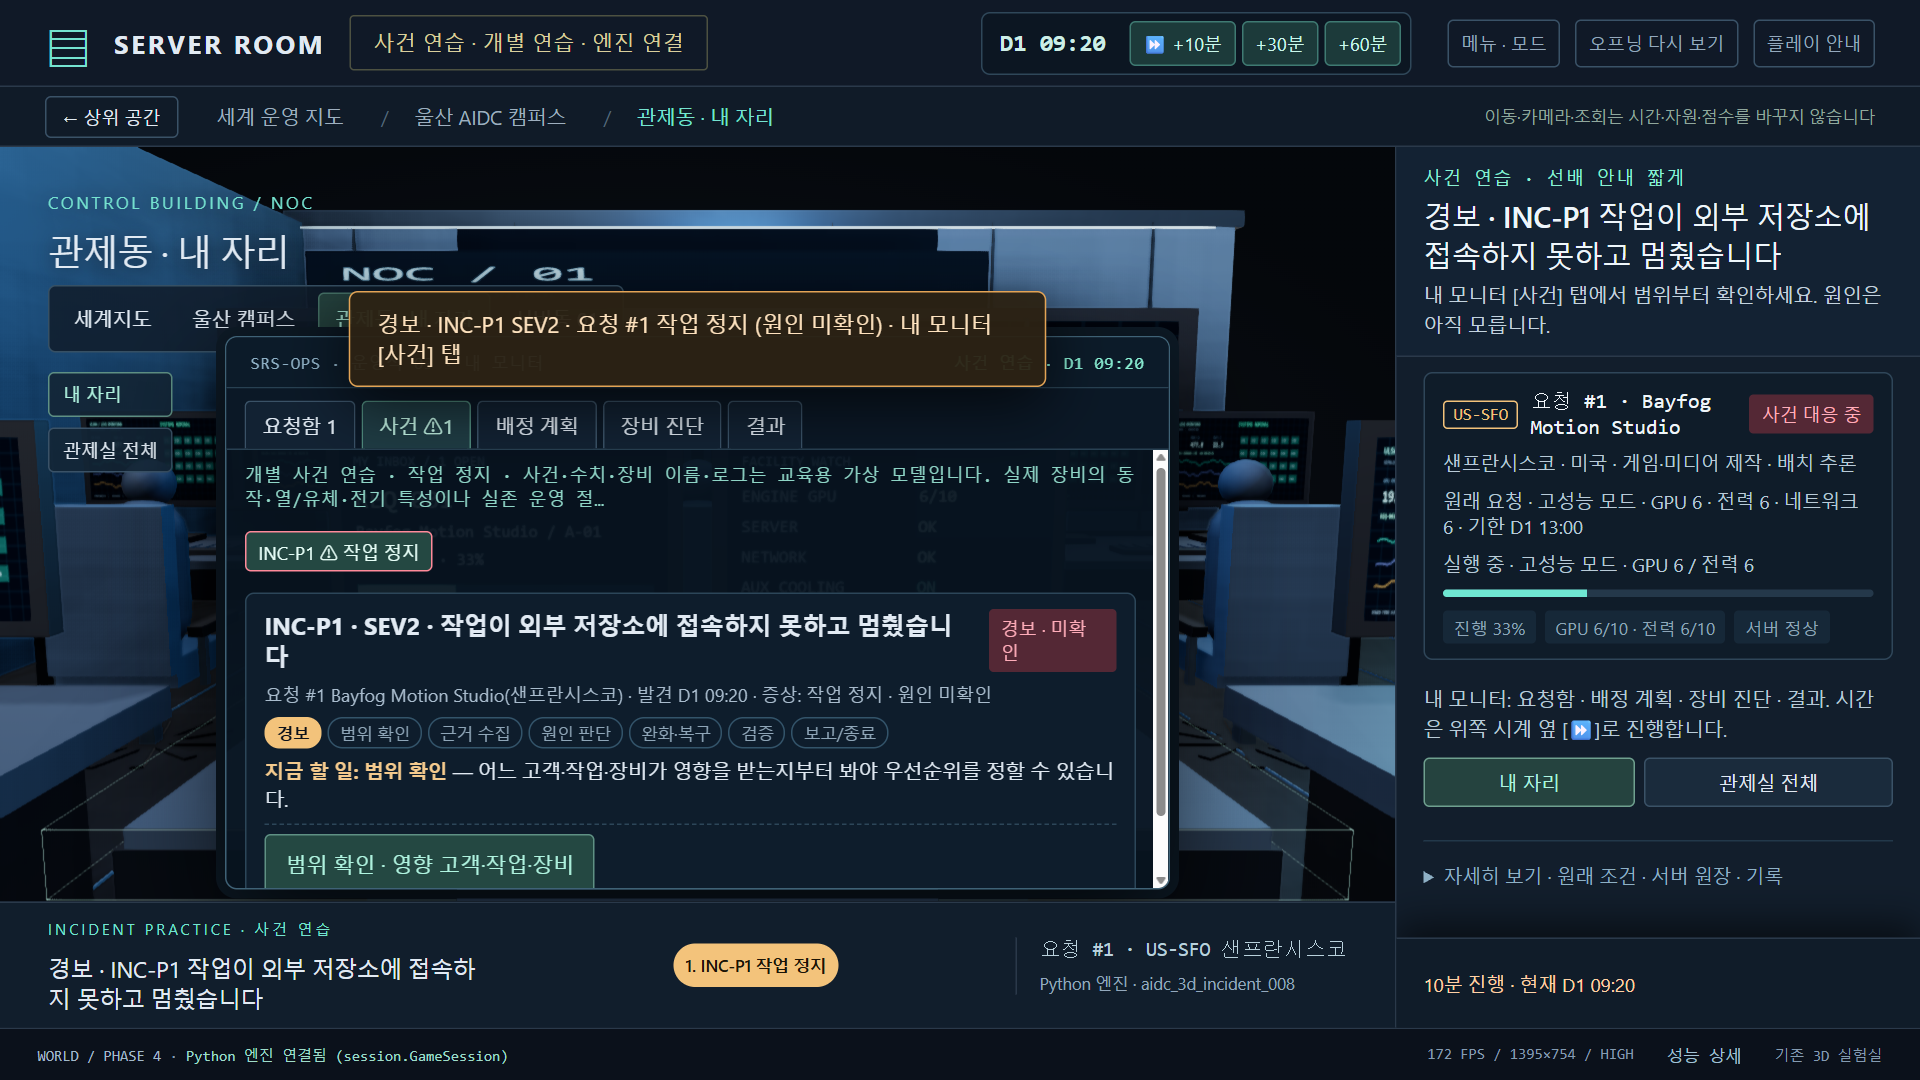 SERVER ROOM
사건 연습 · 개별 연습 · 엔진 연결
D1 09:20
⏩ +10분
+30분
+60분
메뉴 · 모드
오프닝 다시 보기
플레이 안내
← 상위 공간
세계 운영 지도 / 울산 AIDC 캠퍼스 / 관제동 · 내 자리
이동·카메라·조회는 시간·자원·점수를 바꾸지 않습니다
CONTROL BUILDING / NOC
관제동 · 내 자리
NOC / 01
세계지도
울산 캠퍼스
내 자리
관제실 전체
경보 · INC-P1 SEV2 · 요청 #1 작업 정지 (원인 미확인) · 내 모니터
[사건] 탭
SRS-OPS ·
· D1 09:20
요청함 1
사건 ⚠1
배정 계획
장비 진단
결과
개별 사건 연습 · 작업 정지 · 사건·수치·장비 이름·로그는 교육용 가상 모델입니다. 실제 장비의 동
작·열/유체·전기 특성이나 실존 운영 절…
ENGINE GPU 6/10
SERVER OK
NETWORK OK
AUX COOLING ON
Motion Studio / A-01
· 33%
INC-P1 ⚠ 작업 정지
INC-P1 · SEV2 · 작업이 외부 저장소에 접속하지 못하고 멈췄습니
다
경보 · 미확
인
요청 #1 Bayfog Motion Studio(샌프란시스코) · 발견 D1 09:20 · 증상: 작업 정지 · 원인 미확인
경보
범위 확인
근거 수집
원인 판단
완화·복구
검증
보고/종료
지금 할 일: 범위 확인 — 어느 고객·작업·장비가 영향을 받는지부터 봐야 우선순위를 정할 수 있습니
다.
범위 확인 · 영향 고객·작업·장비
사건 연습 · 선배 안내 짧게
경보 · INC-P1 작업이 외부 저장소에
접속하지 못하고 멈췄습니다
내 모니터 [사건] 탭에서 범위부터 확인하세요. 원인은
아직 모릅니다.
US-SFO
요청 #1 · Bayfog
Motion Studio
사건 대응 중
샌프란시스코 · 미국 · 게임·미디어 제작 · 배치 추론
원래 요청 · 고성능 모드 · GPU 6 · 전력 6 · 네트워크
6 · 기한 D1 13:00
실행 중 · 고성능 모드 · GPU 6 / 전력 6
진행 33%
GPU 6/10 · 전력 6/10
서버 정상
내 모니터: 요청함 · 배정 계획 · 장비 진단 · 결과. 시간
은 위쪽 시계 옆 [⏩]로 진행합니다.
내 자리
관제실 전체
▶ 자세히 보기 · 원래 조건 · 서버 원장 · 기록
INCIDENT PRACTICE · 사건 연습
경보 · INC-P1 작업이 외부 저장소에 접속하
지 못하고 멈췄습니다
1. INC-P1 작업 정지
요청 #1 · US-SFO 샌프란시스코
Python 엔진 · aidc_3d_incident_008
10분 진행 · 현재 D1 09:20
WORLD / PHASE 4 · Python 엔진 연결됨 (session.GameSession)
172 FPS / 1395×754 / HIGH
성능 상세
기존 3D 실험실